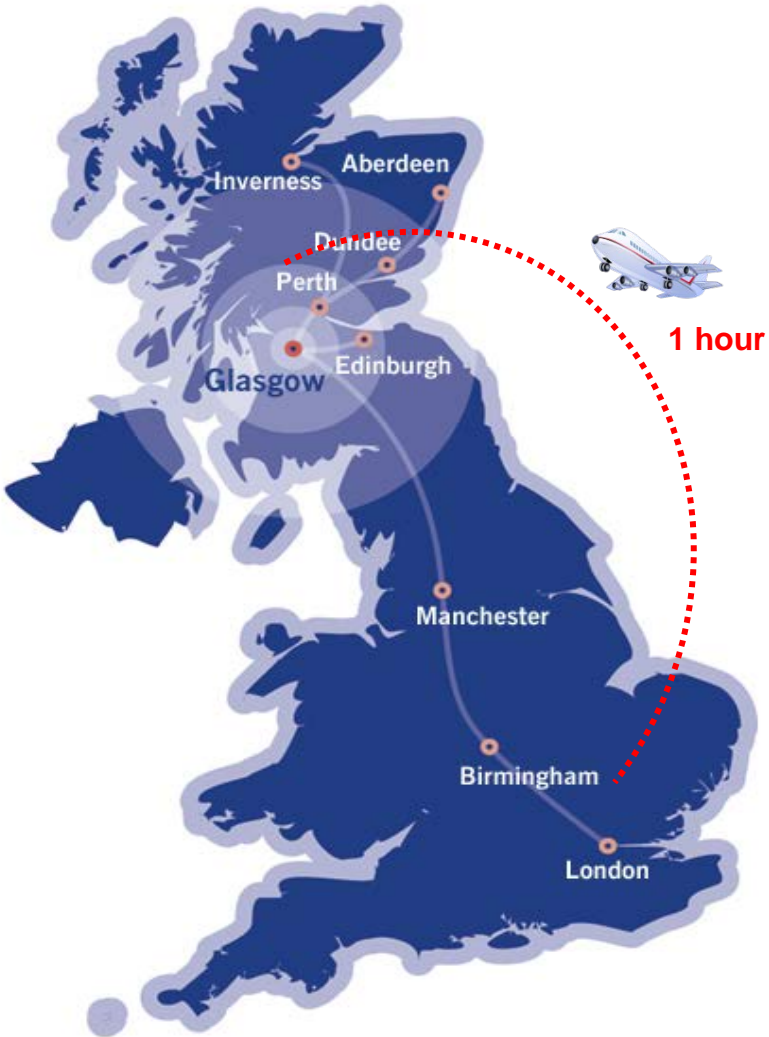 Aberdeen
Inverness
Dundee
Perth
1 hour
Edinburgh
Glasgow
Manchester
Birmingham
London